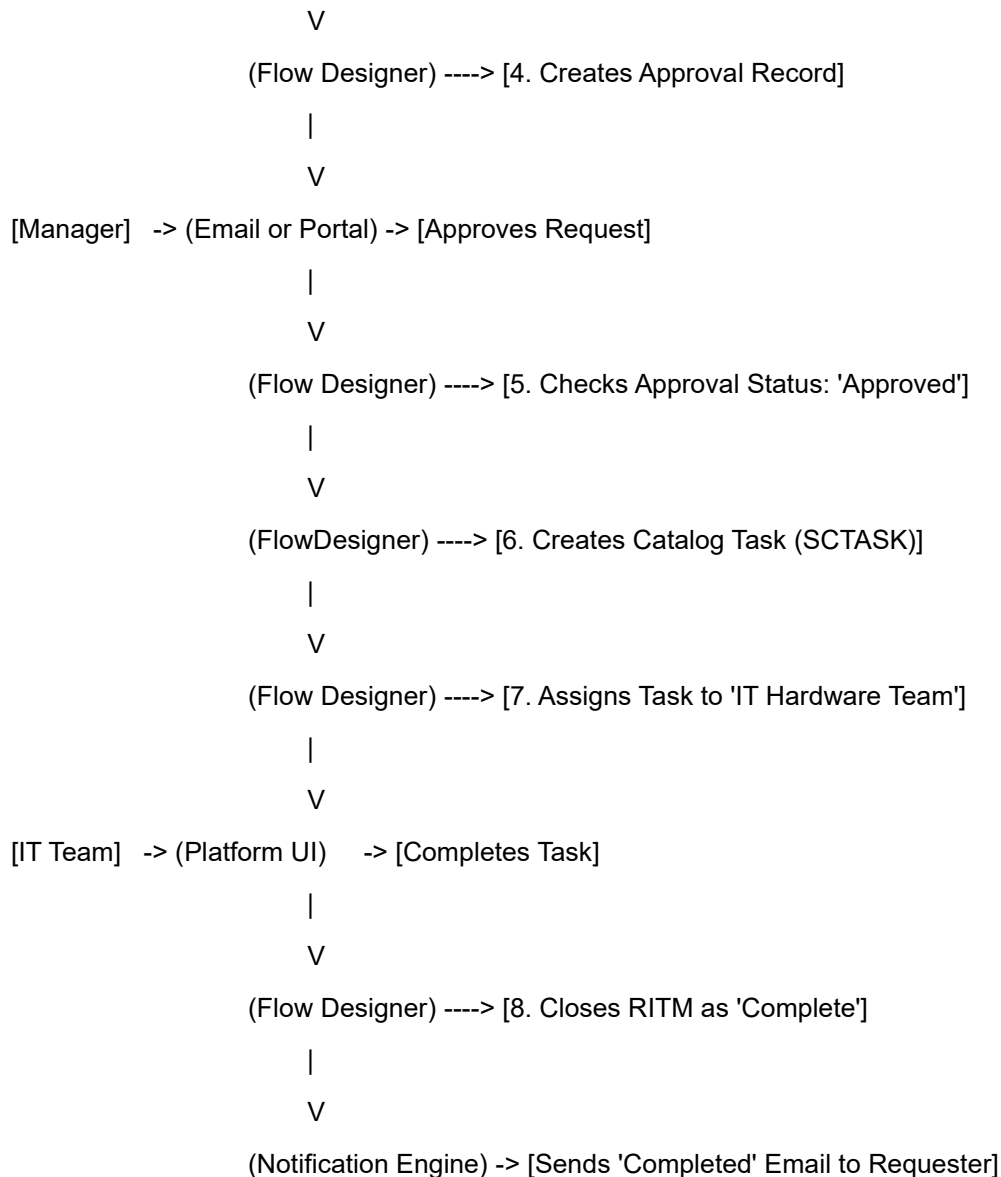 V
(Flow Designer) ----> [4. Creates Approval Record]
|
V
[Manager] -> (Email or Portal) -> [Approves Request]
|
V
(Flow Designer) ----> [5. Checks Approval Status: 'Approved']
|
V
(FlowDesigner) ----> [6. Creates Catalog Task (SCTASK)]
|
V
(Flow Designer) ----> [7. Assigns Task to 'IT Hardware Team']
|
V
[IT Team] -> (Platform UI) -> [Completes Task]
|
V
(Flow Designer) ----> [8. Closes RITM as 'Complete']
|
V
(Notification Engine) -> [Sends 'Completed' Email to Requester]